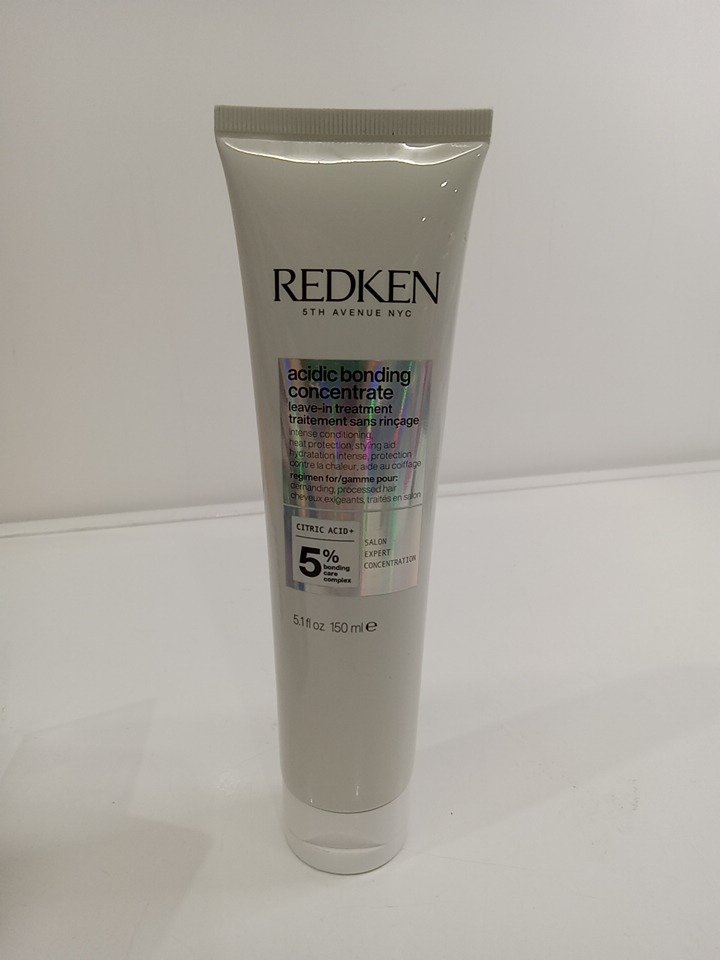 REDKEN
5TH AVENUE NYC
acidic bonding
concentrate
leave-in treatment
traitement sans rinçage
intense conditioning,
heat protection, styling aid
hydratation intense, protection
contre la chaleur, aide au coiffage
regimen for/gamme pour:
demanding, processed hair
cheveux exigeants, traités en salon
CITRIC ACID+
5%
bonding
care
complex
SALON
EXPERT
CONCENTRATION
5.1 fl oz 150 ml ℮